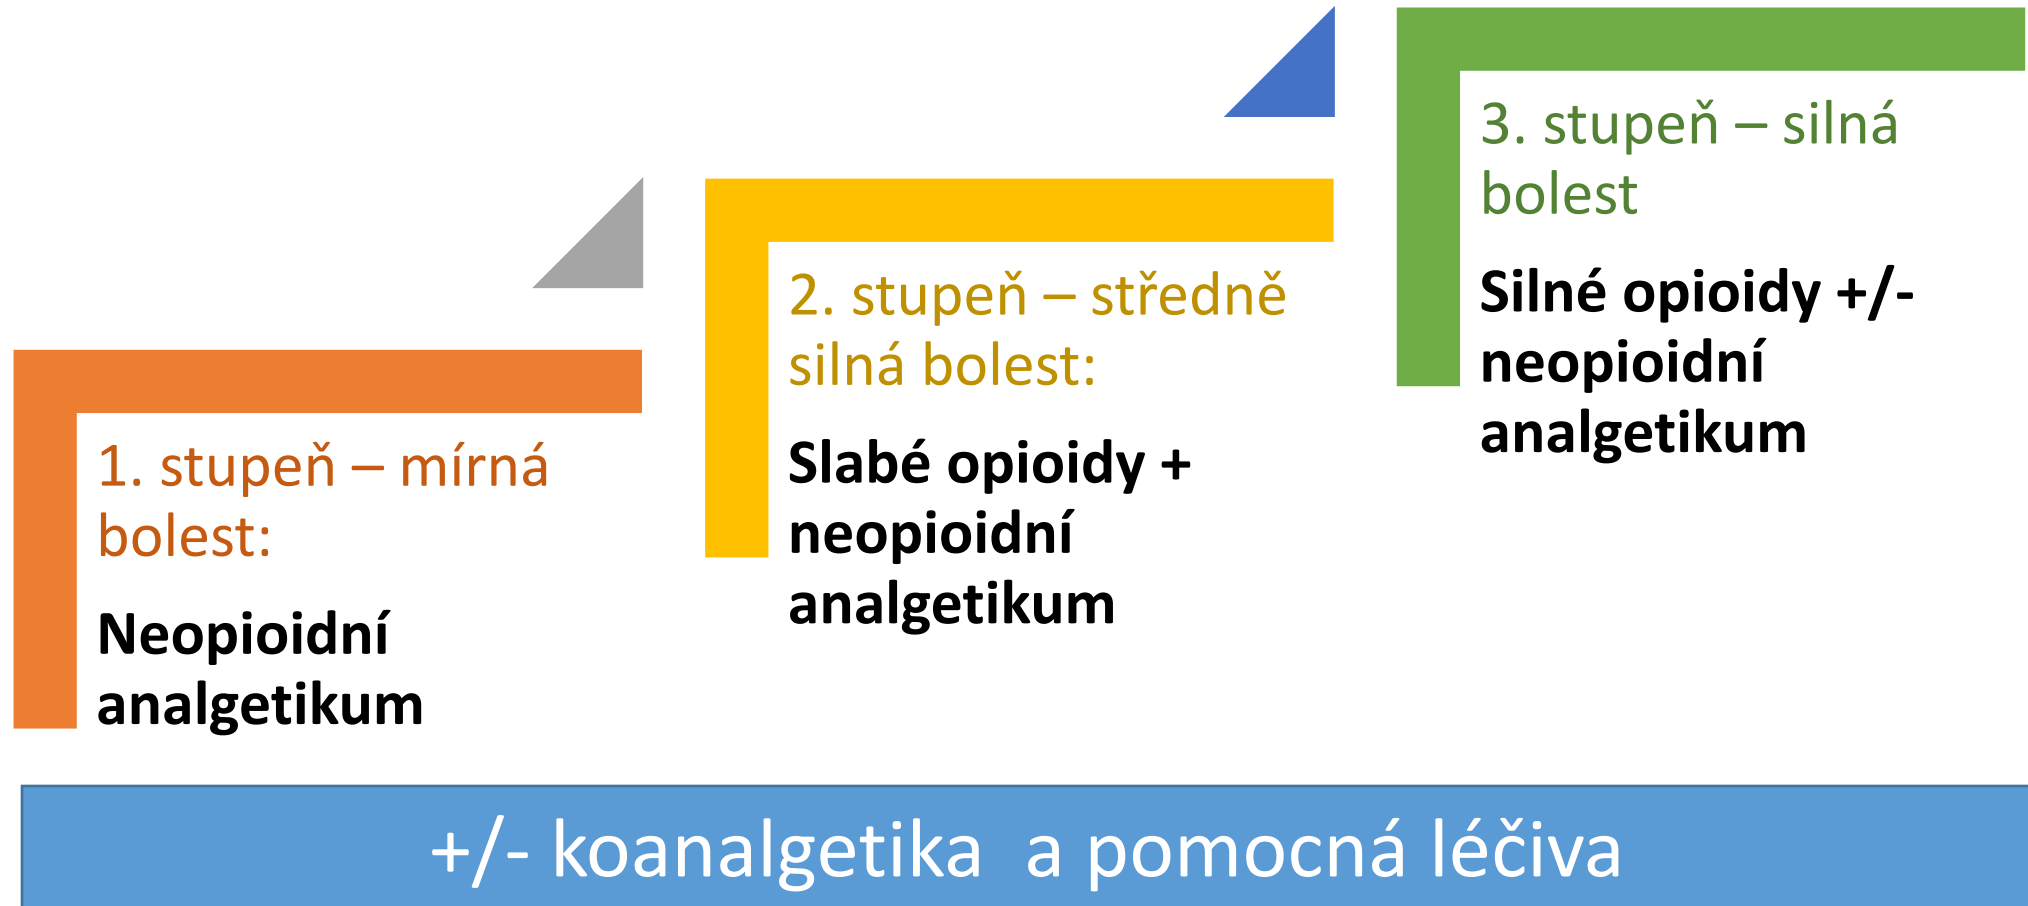 1. stupeň – mírná
bolest:
Neopioidní
analgetikum
2. stupeň – středně
silná bolest:
Slabé opioidy +
neopioidní
analgetikum
3. stupeň – silná
bolest
Silné opioidy +/-
neopioidní
analgetikum
+/- koanalgetika  a pomocná léčiva